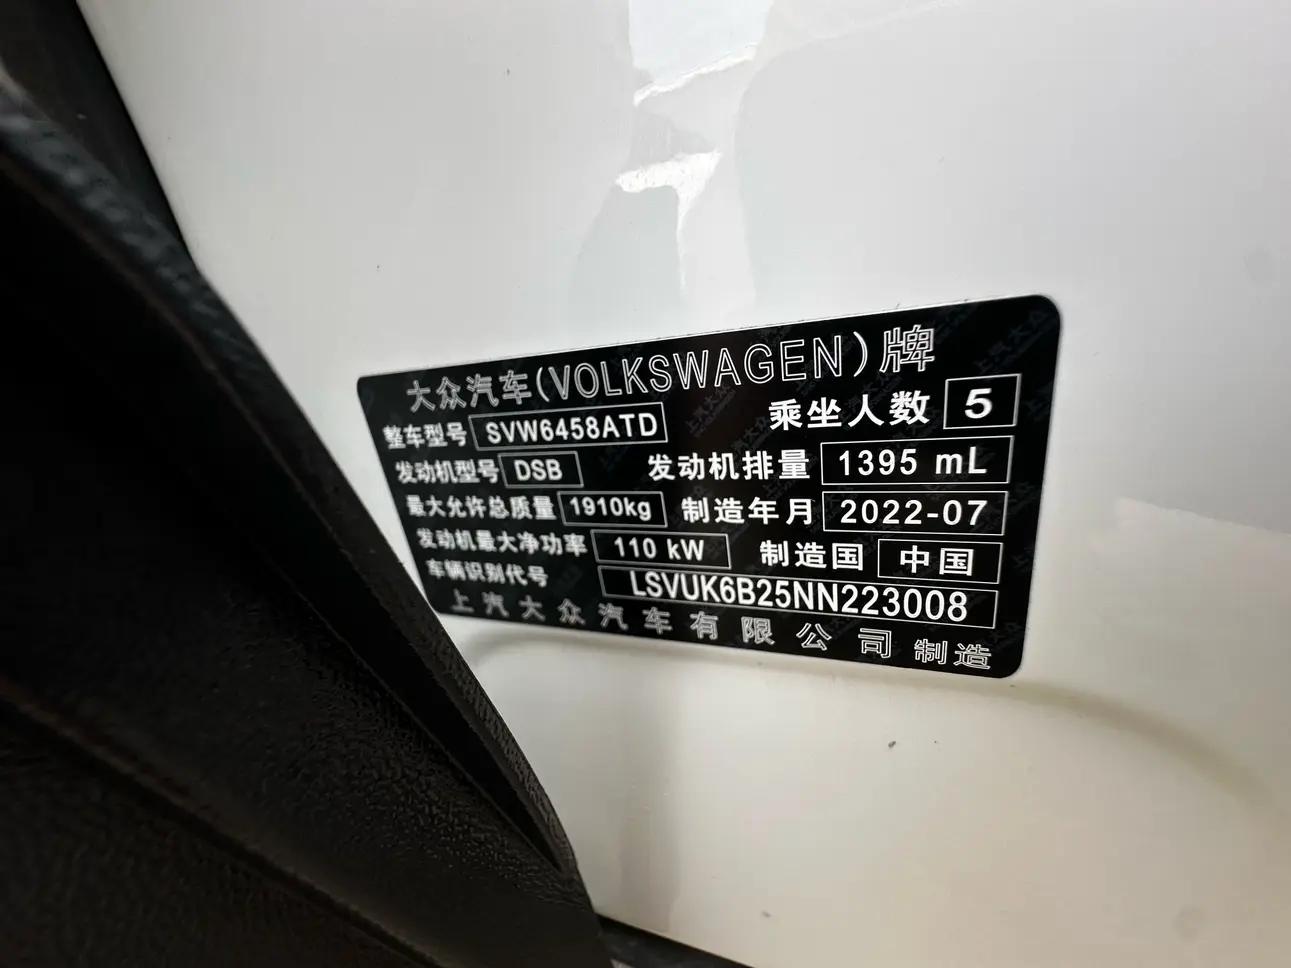 大众汽车(VOLKSWAGEN)牌
整车型号 SVW6458ATD 乘坐人数 5
发动机型号 DSB 发动机排量 1395 mL
最大允许总质量 1910kg 制造年月 2022-07
发动机最大净功率 110 kW 制造国 中国
车辆识别代号 LSVUK6B25NN223008
上汽大众汽车有限公司 制造